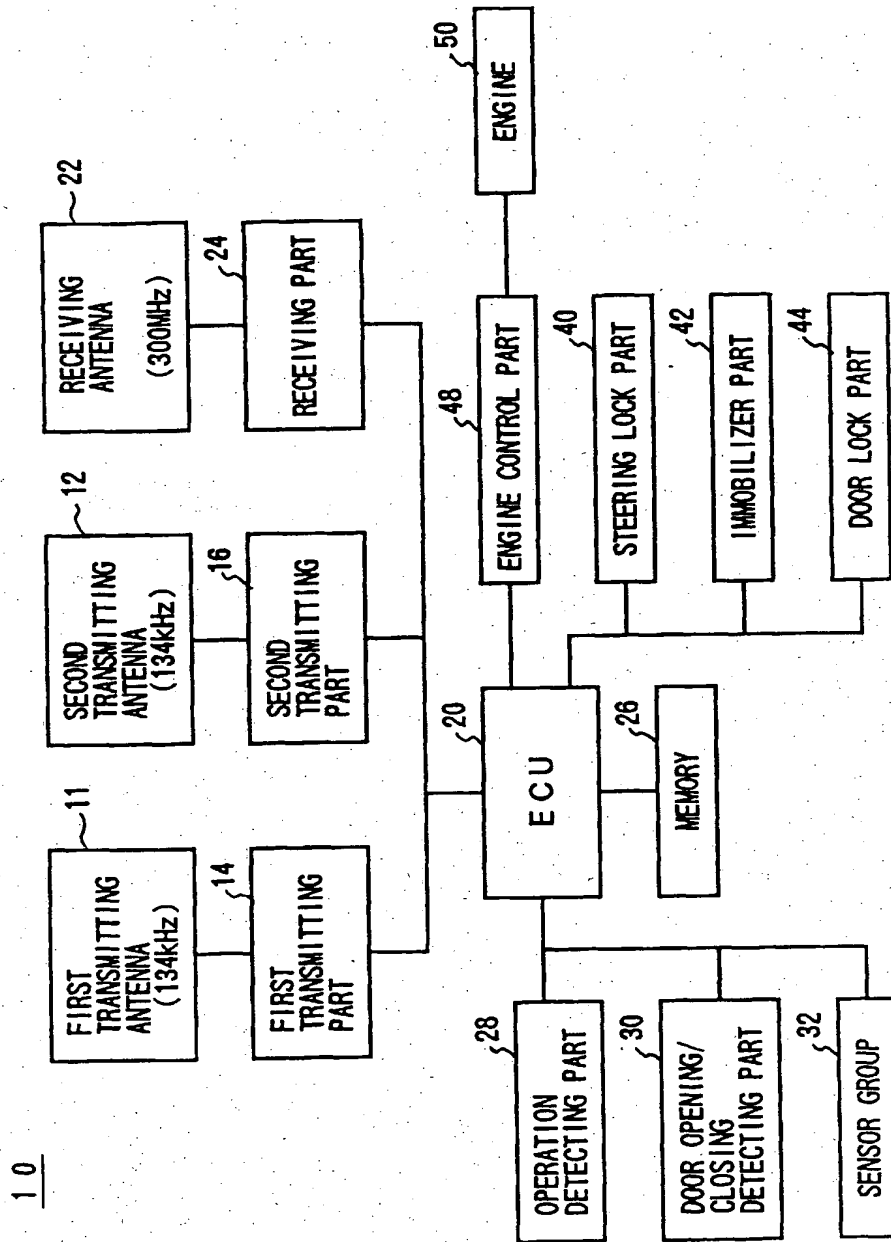 10
11
FIRST
TRANSMITTING
ANTENNA
(134kHz)
12
SECOND
TRANSMITTING
ANTENNA
(134kHz)
22
RECEIVING
ANTENNA
(300MHz)
14
FIRST
TRANSMITTING
PART
16
SECOND
TRANSMITTING
PART
24
RECEIVING PART
28
OPERATION
DETECTING PART
30
DOOR OPENING/
CLOSING
DETECTING PART
32
SENSOR GROUP
20
ECU
26
MEMORY
48
ENGINE CONTROL PART
50
ENGINE
40
STEERING LOCK PART
42
IMMOBILIZER PART
44
DOOR LOCK PART